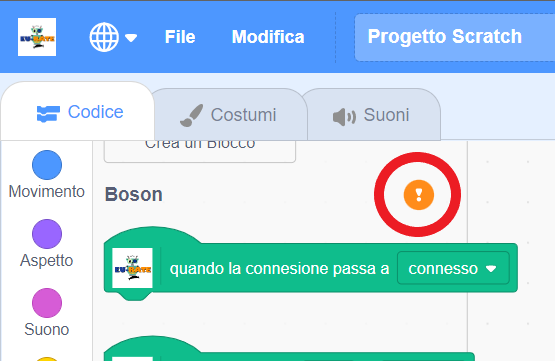 File Modifica Progetto Scratch
Codice Costumi Suoni
Crea un Blocco
Movimento
Boson
Aspetto
quando la connesione passa a connesso
Suono